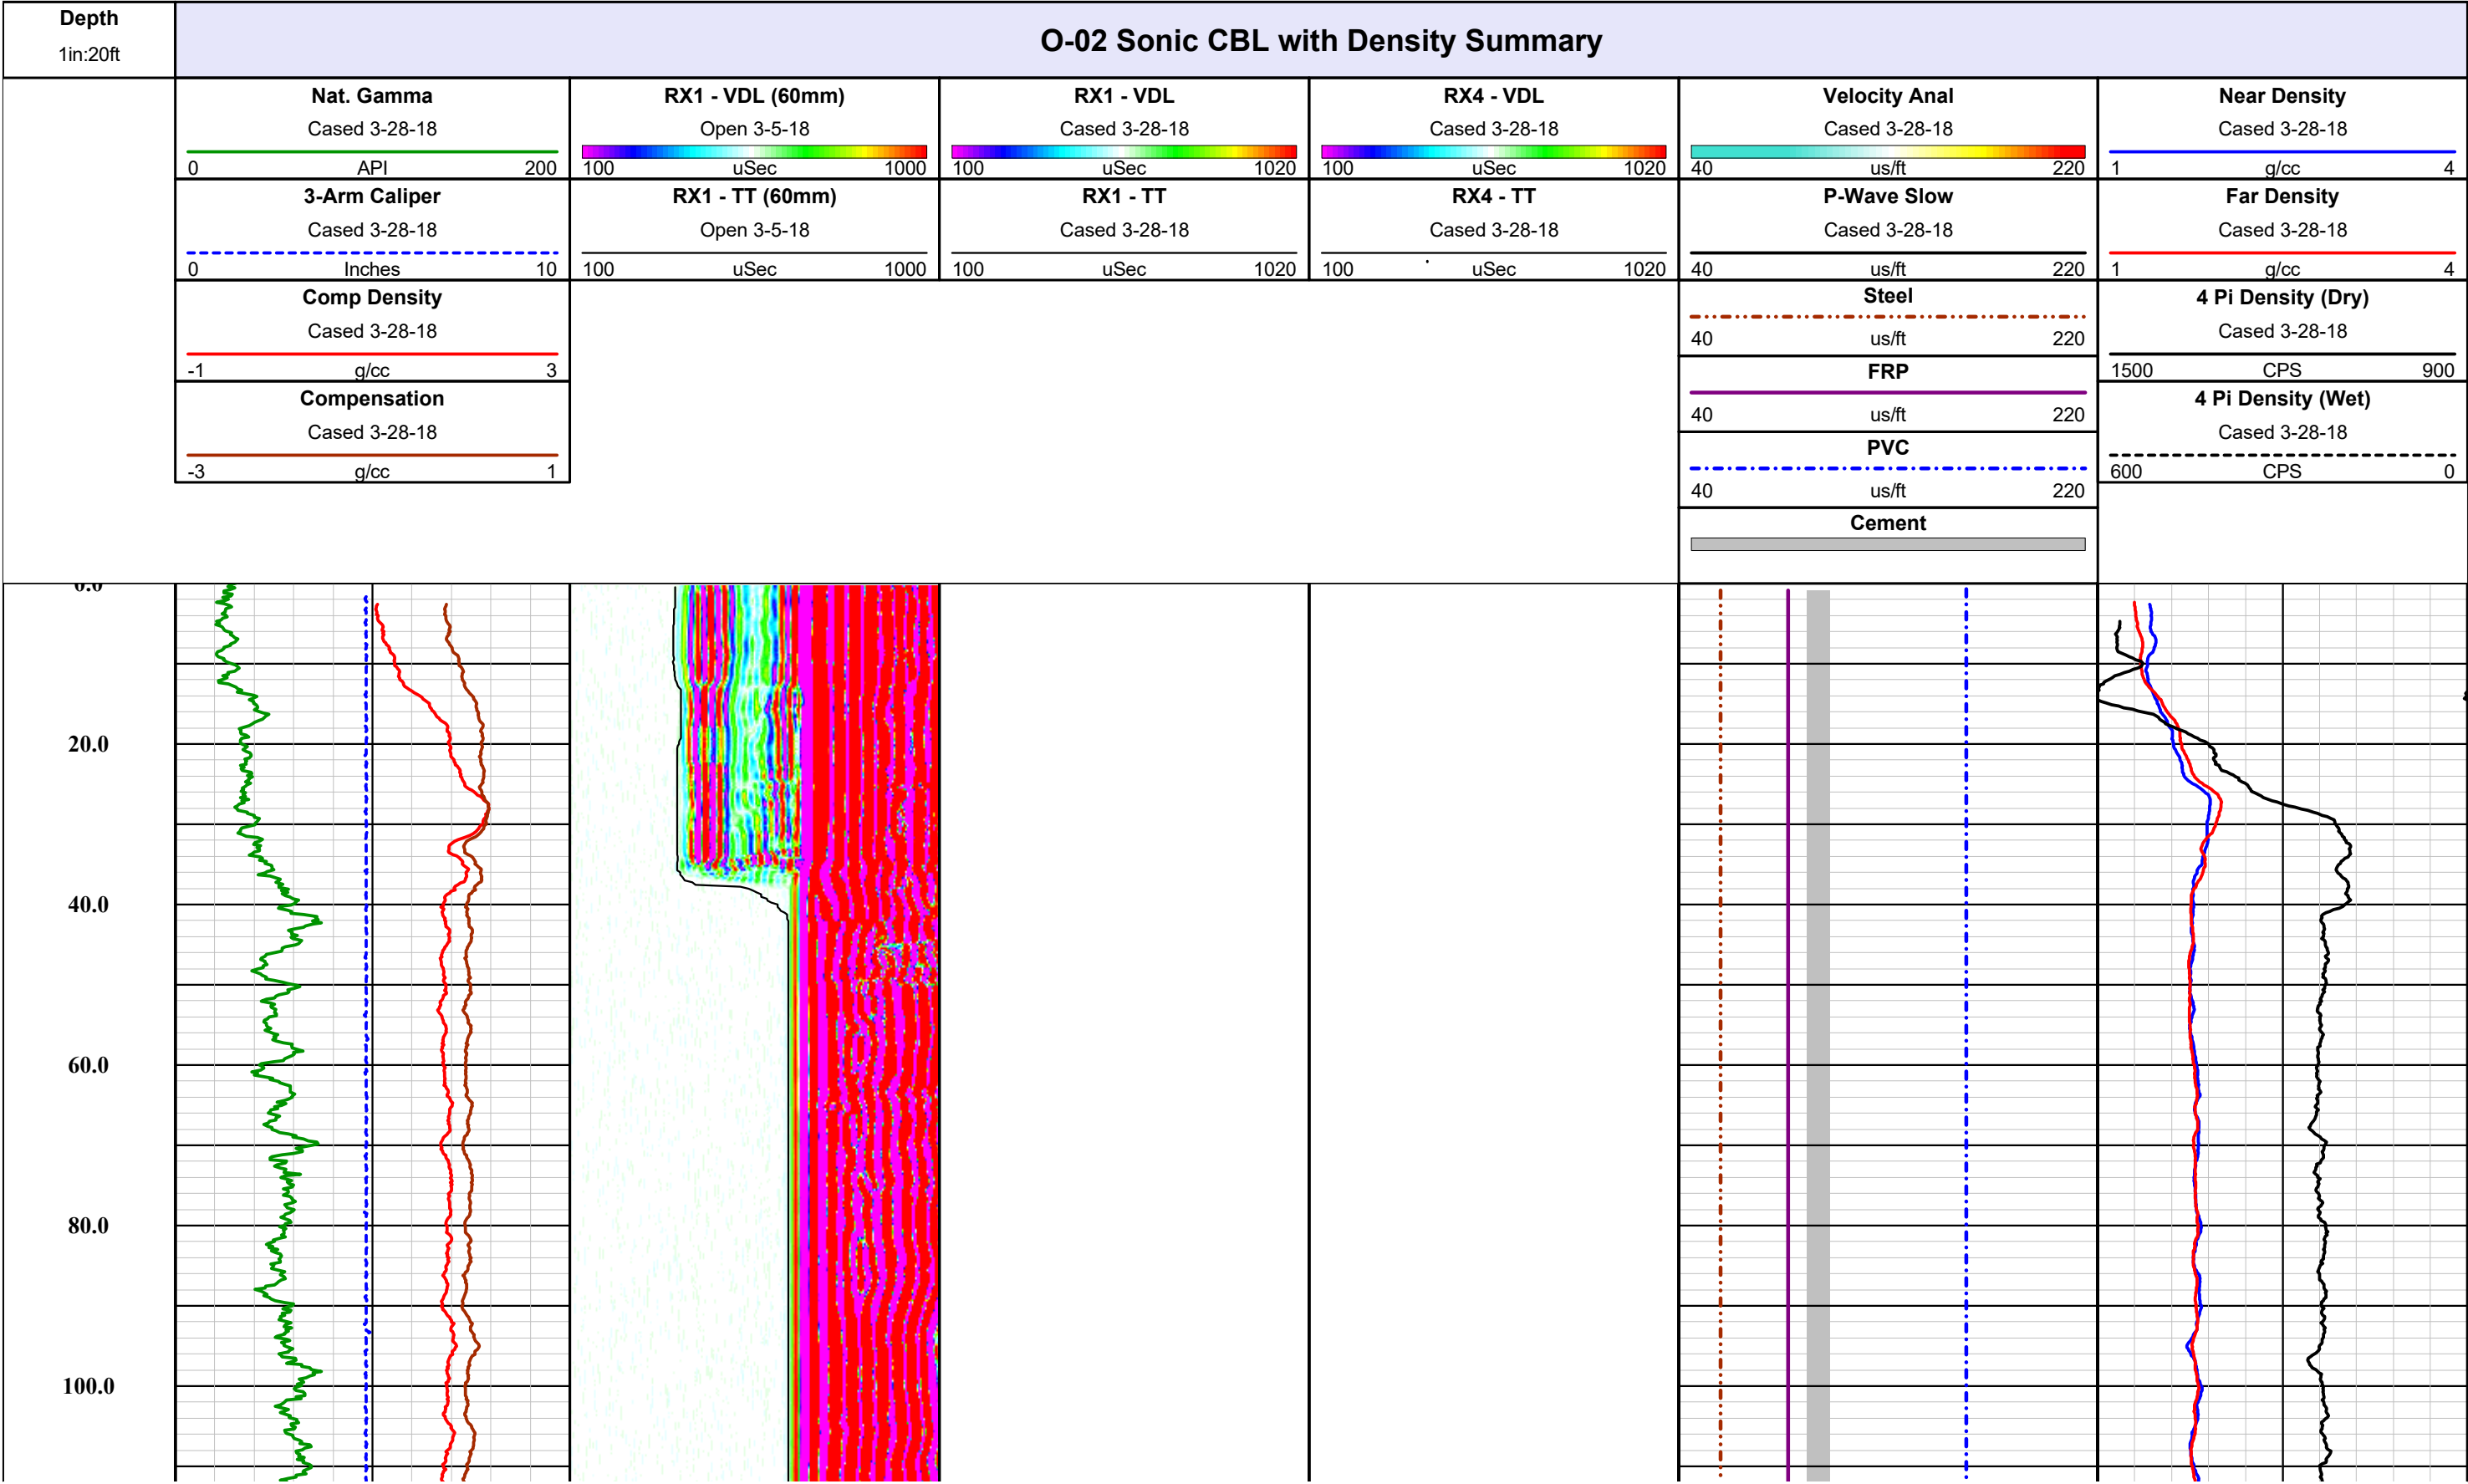 Depth
1in:20ft
O-02 Sonic CBL with Density Summary
Nat. Gamma
Cased 3-28-18
0 API 200
3-Arm Caliper
Cased 3-28-18
0 Inches 10
Comp Density
Cased 3-28-18
-1 g/cc 3
Compensation
Cased 3-28-18
-3 g/cc 1
RX1 - VDL (60mm)
Open 3-5-18
100 uSec 1000
RX1 - TT (60mm)
Open 3-5-18
100 uSec 1000
RX1 - VDL
Cased 3-28-18
100 uSec 1020
RX1 - TT
Cased 3-28-18
100 uSec 1020
RX4 - VDL
Cased 3-28-18
100 uSec 1020
RX4 - TT
Cased 3-28-18
100 uSec 1020
Velocity Anal
Cased 3-28-18
40 us/ft 220
P-Wave Slow
Cased 3-28-18
40 us/ft 220
Steel
40 us/ft 220
FRP
40 us/ft 220
PVC
40 us/ft 220
Cement
Near Density
Cased 3-28-18
1 g/cc 4
Far Density
Cased 3-28-18
1 g/cc 4
4 Pi Density (Dry)
Cased 3-28-18
1500 CPS 900
4 Pi Density (Wet)
Cased 3-28-18
600 CPS 0
0.0
20.0
40.0
60.0
80.0
100.0